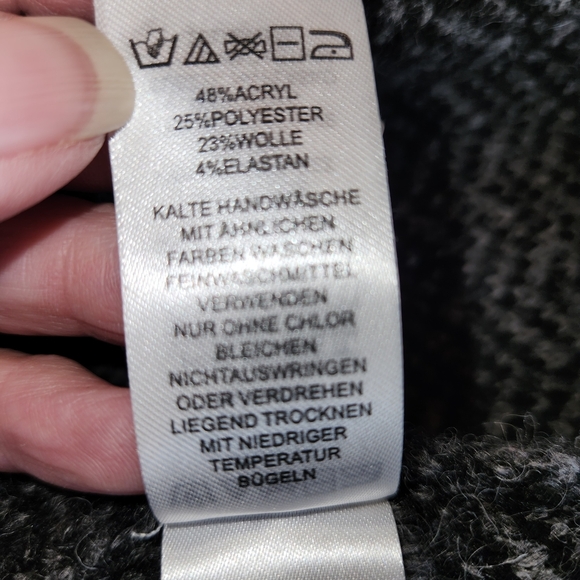 48%ACRYL
25%POLYESTER
23%WOLLE
4%ELASTAN
KALTE HANDWÄSCHE
MIT ÄHNLICHEN
FARBEN WASCHEN
FEINWASCHMITTEL
VERWENDEN
NUR OHNE CHLOR
BLEICHEN
NICHTAUSWRINGEN
ODER VERDREHEN
LIEGEND TROCKNEN
MIT NIEDRIGER
TEMPERATUR
BÜGELN